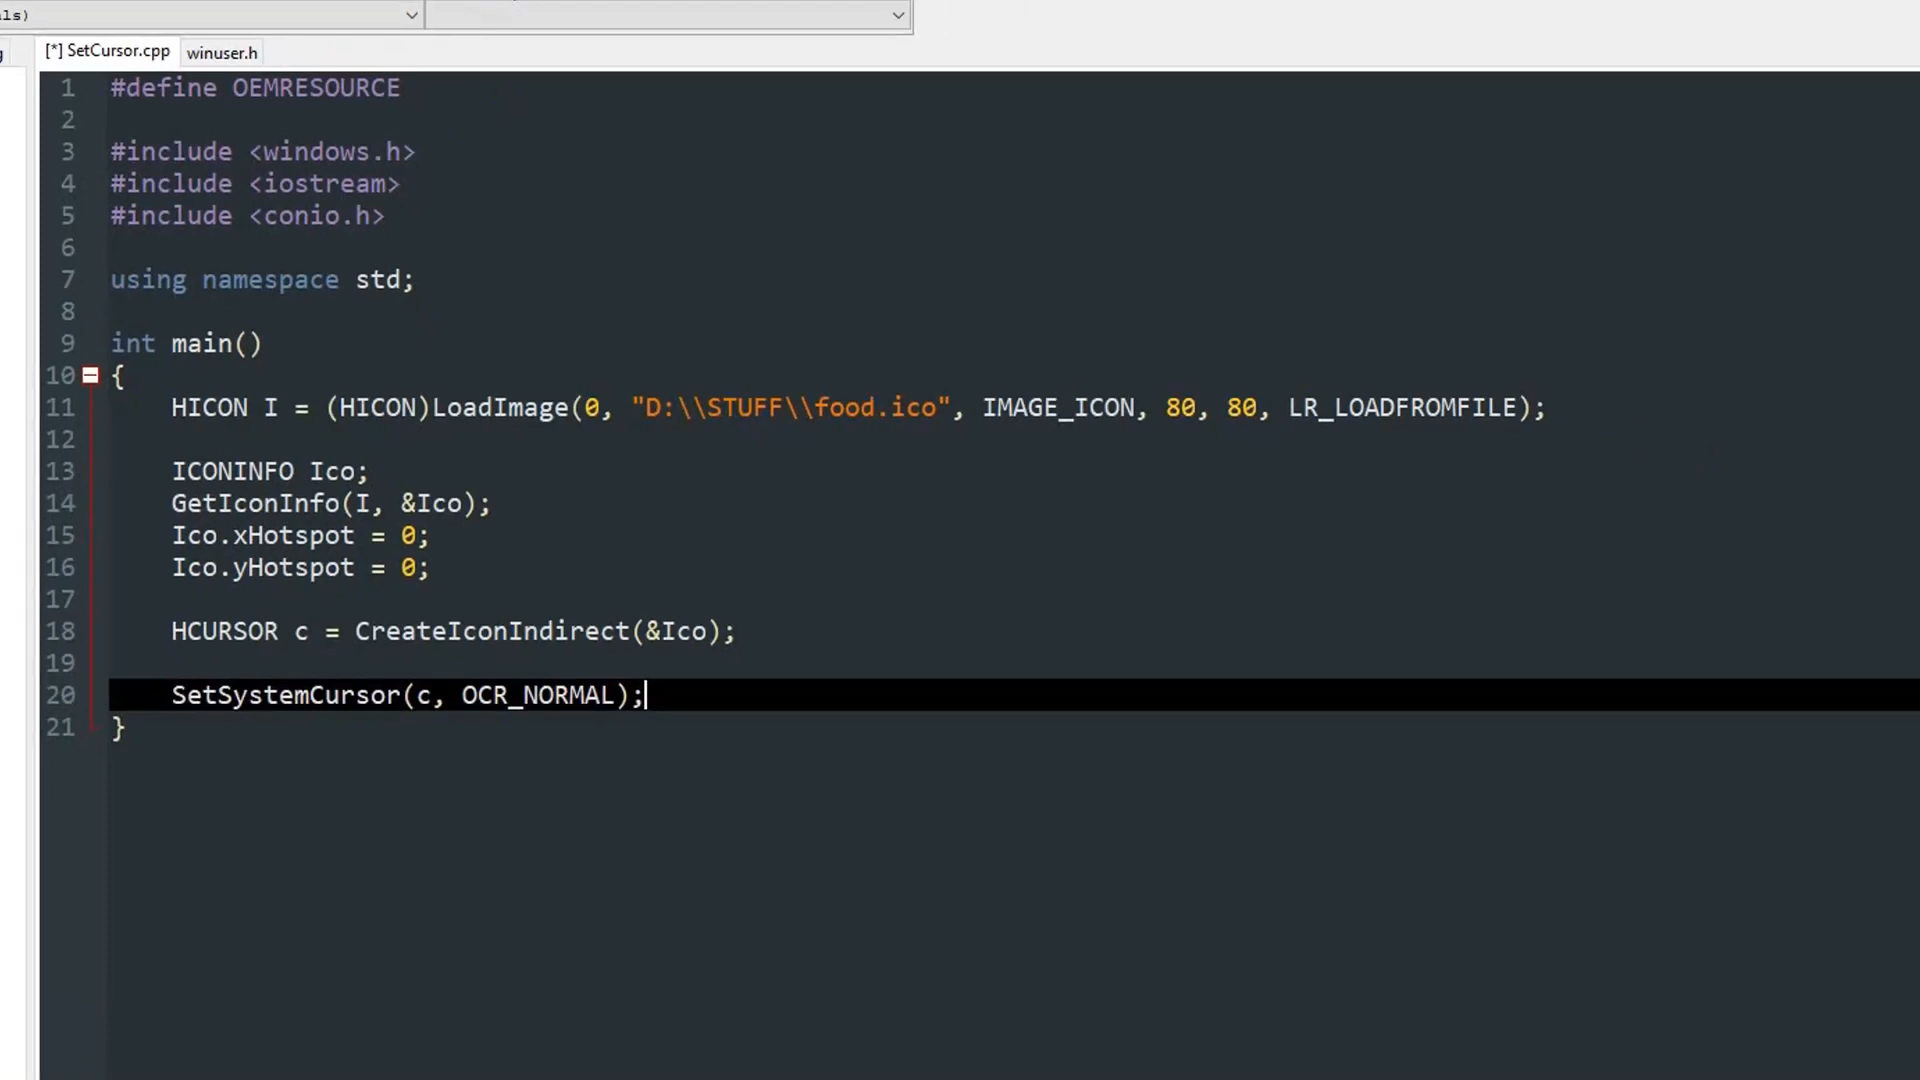 ls)
[*] SetCursor.cpp winuser.h
1 #define OEMRESOURCE
2
3 #include <windows.h>
4 #include <iostream>
5 #include <conio.h>
6
7 using namespace std;
8
9 int main()
10 {
11 HICON I = (HICON)LoadImage(0, "D:\\STUFF\\food.ico", IMAGE_ICON, 80, 80, LR_LOADFROMFILE);
12
13 ICONINFO Ico;
14 GetIconInfo(I, &Ico);
15 Ico.xHotspot = 0;
16 Ico.yHotspot = 0;
17
18 HCURSOR c = CreateIconIndirect(&Ico);
19
20 SetSystemCursor(c, OCR_NORMAL);
21 }